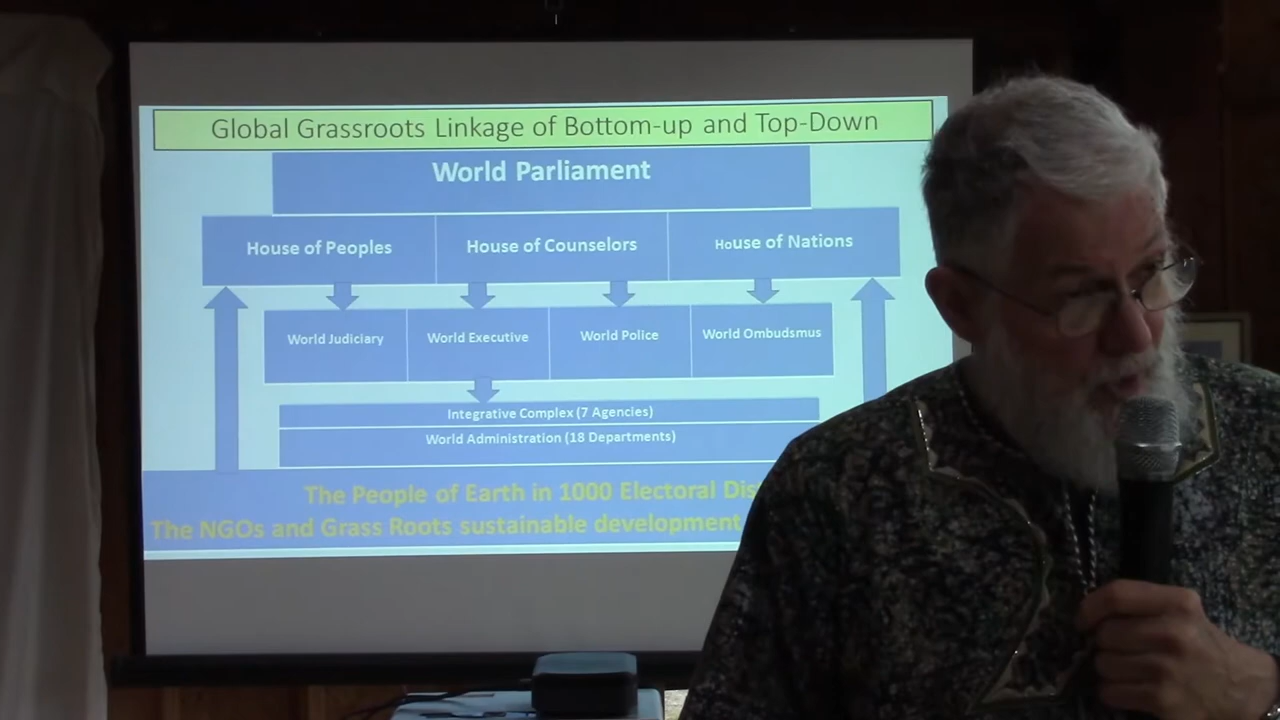 Global Grassroots Linkage of Bottom-up and Top-Down
World Parliament
House of Peoples
House of Counselors
House of Nations
World Judiciary
World Executive
World Police
World Ombudsmus
Integrative Complex (7 Agencies)
World Administration (18 Departments)
The People of Earth in 1000 Electoral
The NGOs and Grass Roots sustainable development